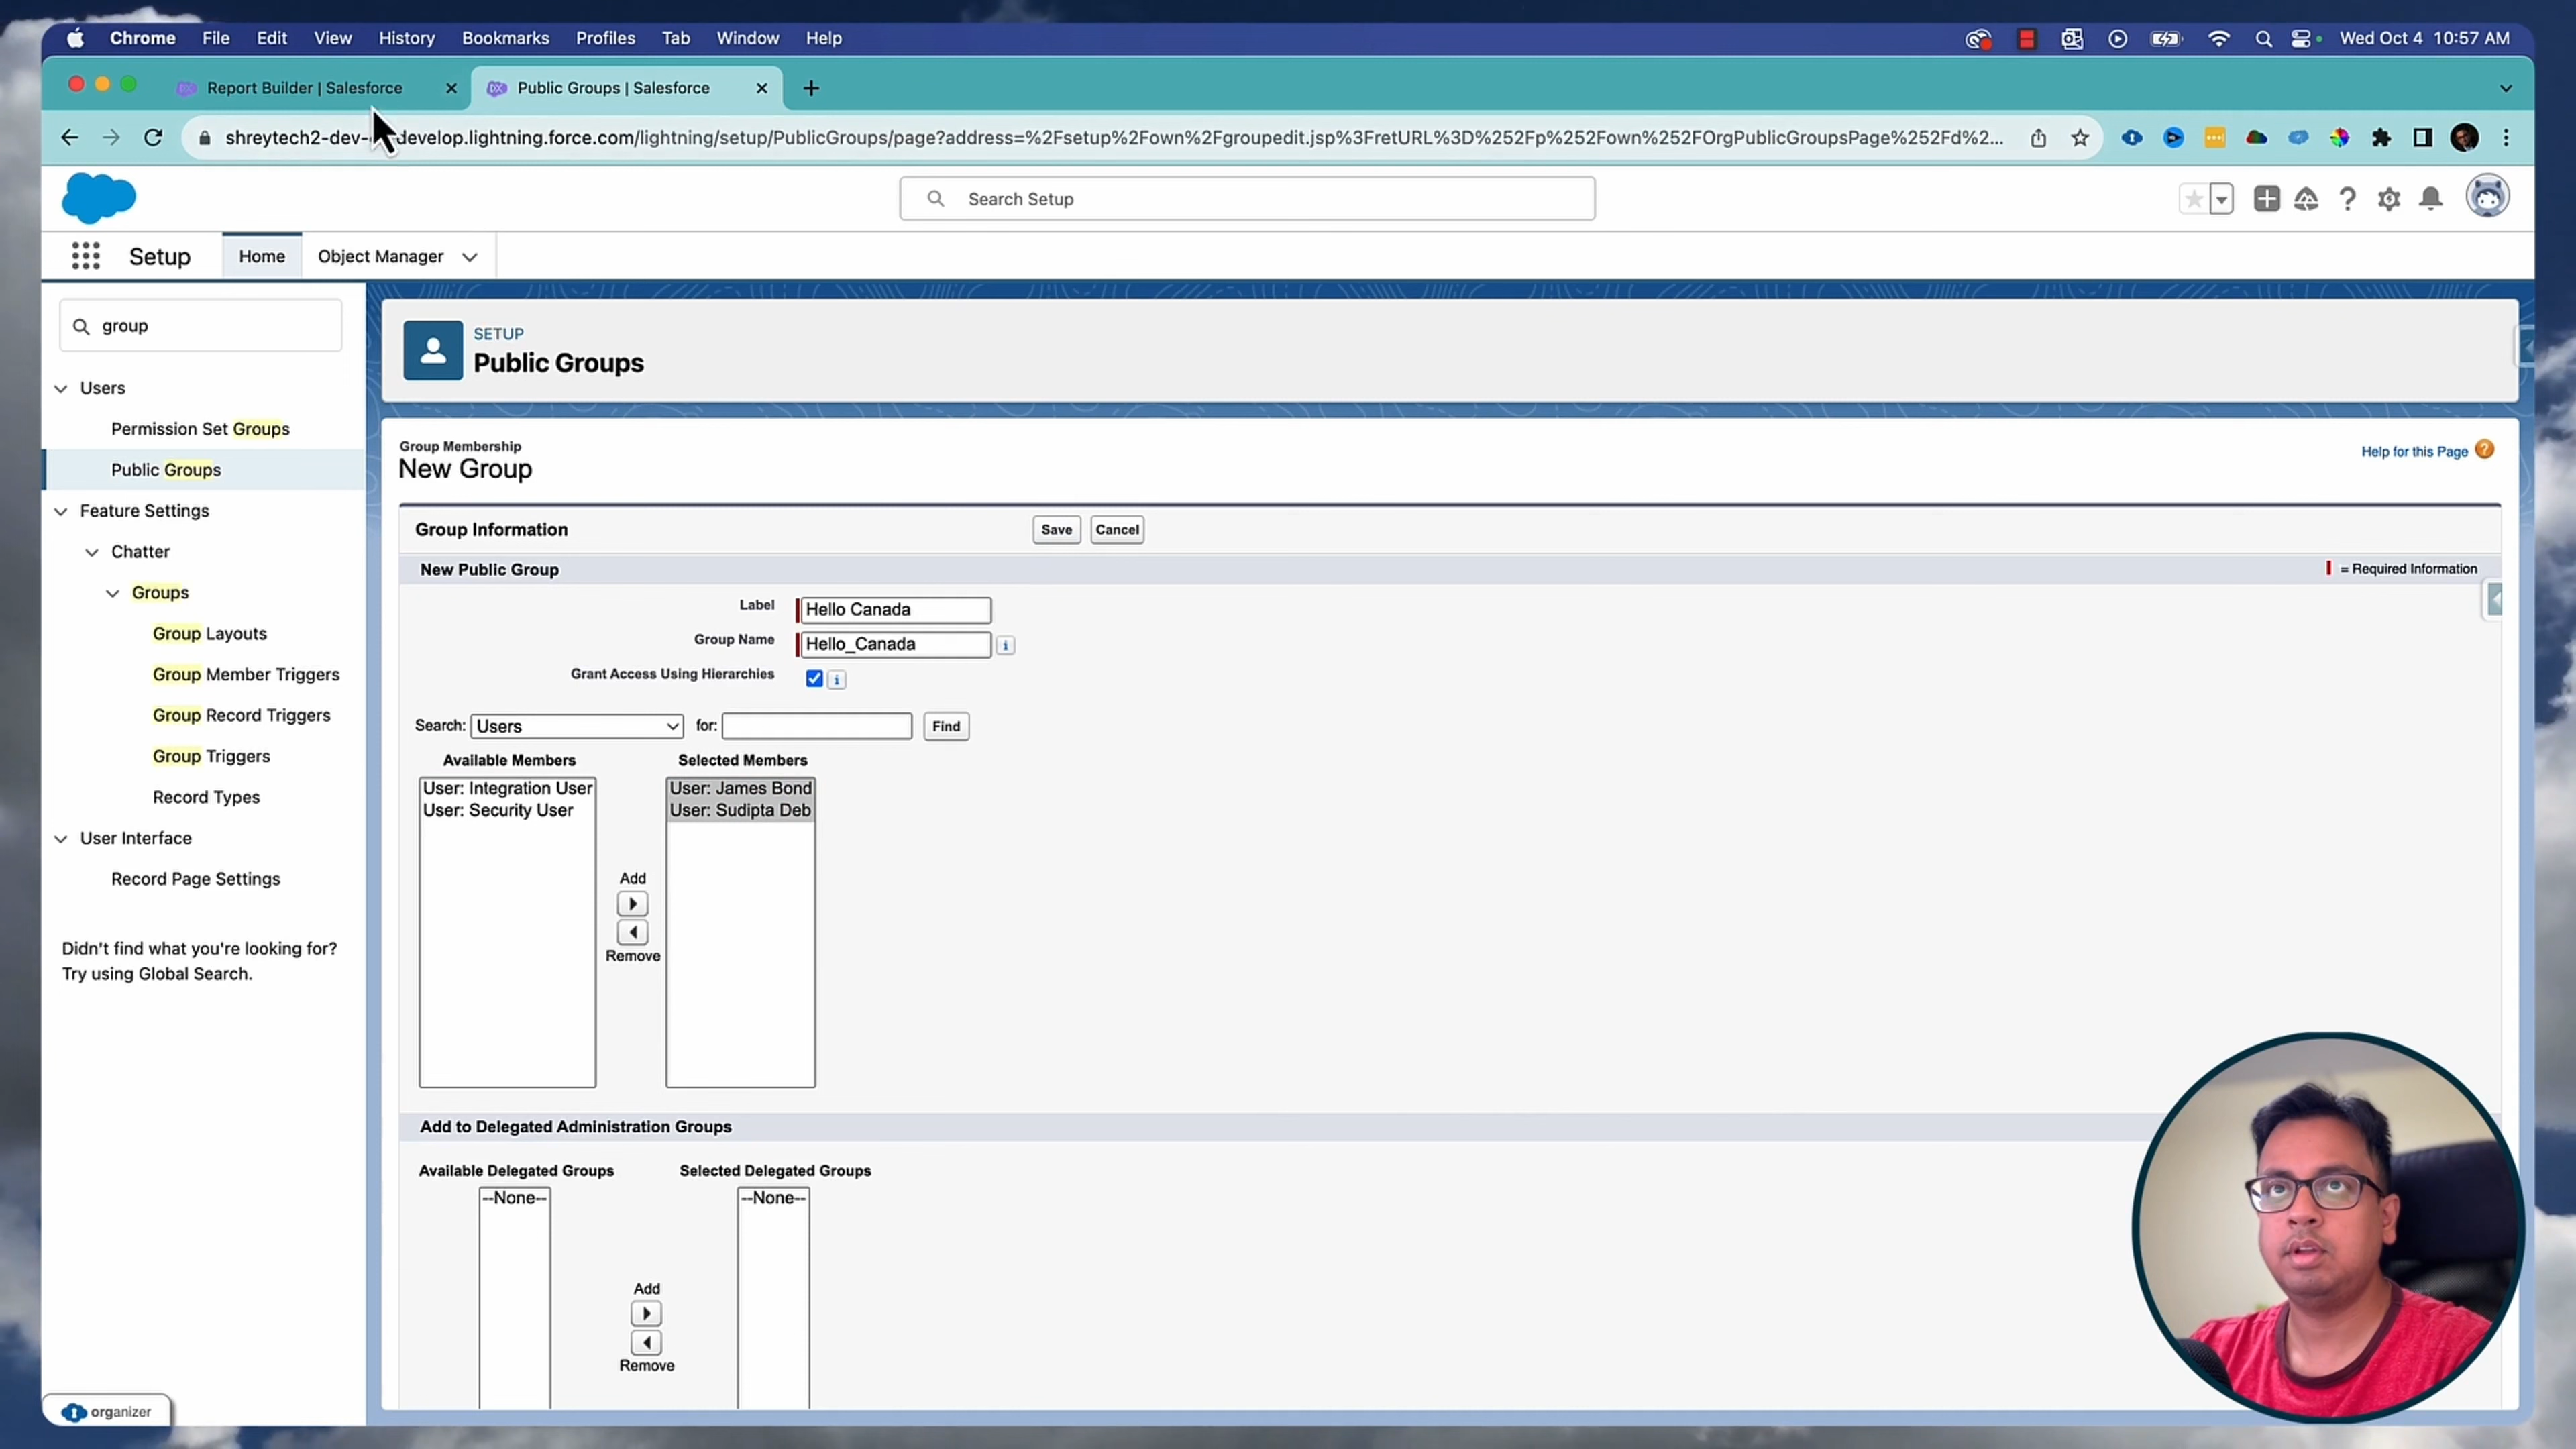 Chrome File Edit View History Bookmarks Profiles Tab Window Help Wed Oct 4 10:57 AM
Report Builder | Salesforce Public Groups | Salesforce
shreytech2-dev- develop.lightning.force.com/lightning/setup/PublicGroups/page?address=%2Fsetup%2Fown%2Fgroupedit.jsp%3FretURL%3D%252Fp%252Fown%252FOrgPublicGroupsPage%252Fd%2...
Search Setup
Setup Home Object Manager
group
SETUP
Public Groups
Users
Permission Set Groups
Public Groups
Feature Settings
Chatter
Groups
Group Layouts
Group Member Triggers
Group Record Triggers
Group Triggers
Record Types
User Interface
Record Page Settings
Didn't find what you're looking for?
Try using Global Search.
organizer
Group Membership
New Group
Help for this Page
Group Information Save Cancel
New Public Group = Required Information
Label Hello Canada
Group Name Hello_Canada
Grant Access Using Hierarchies
Search: Users for: Find
Available Members Selected Members
User: Integration User User: James Bond
User: Security User User: Sudipta Deb
Add
Remove
Add to Delegated Administration Groups
Available Delegated Groups Selected Delegated Groups
--None-- --None--
Add
Remove